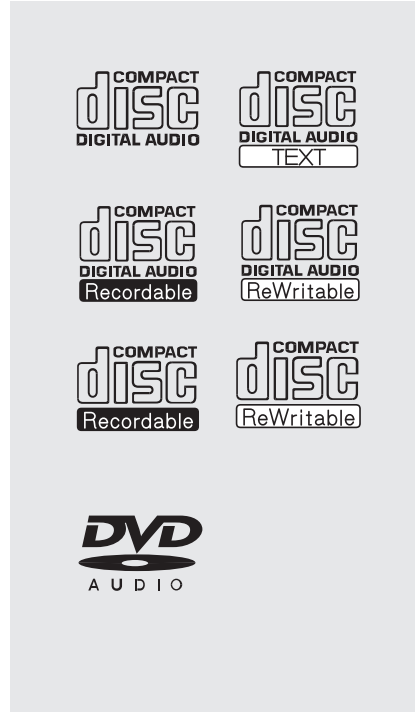 COMPACT
disc
DIGITAL AUDIO
COMPACT
disc
DIGITAL AUDIO
TEXT
COMPACT
disc
DIGITAL AUDIO
Recordable
COMPACT
disc
DIGITAL AUDIO
ReWritable
COMPACT
disc
Recordable
COMPACT
disc
ReWritable
DVD
AUDIO